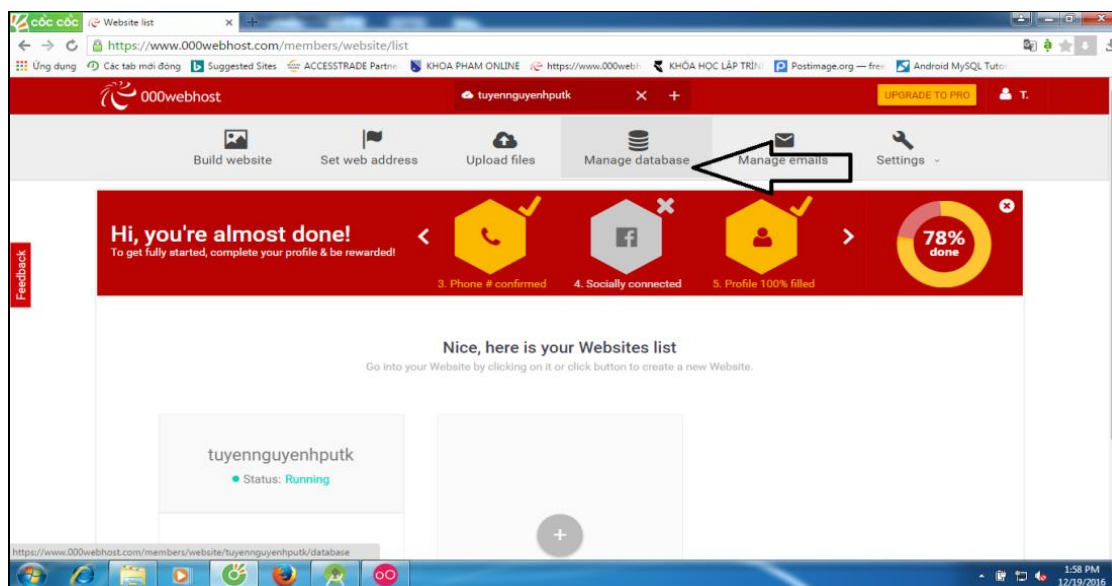 cốc cốc
Website list
https://www.000webhost.com/members/website/list
Ứng dụng Các tab mới đóng Suggested Sites ACCESSTRADE Partne KHOA PHAM ONLINE https://www.000webh KHÓA HỌC LẬP TRÌN Postimage.org — free Android MySQL Tuto
000webhost
tuyennguyenhputk
UPGRADE TO PRO
T.
Build website
Set web address
Upload files
Manage database
Manage emails
Settings
Hi, you're almost done!
To get fully started, complete your profile & be rewarded!
3. Phone # confirmed
4. Socially connected
5. Profile 100% filled
78%
done
Feedback
Nice, here is your Websites list
Go into your Website by clicking on it or click button to create a new Website.
tuyennguyenhputk
Status: Running
https://www.000webhost.com/members/website/tuyennguyenhputk/database
1:58 PM